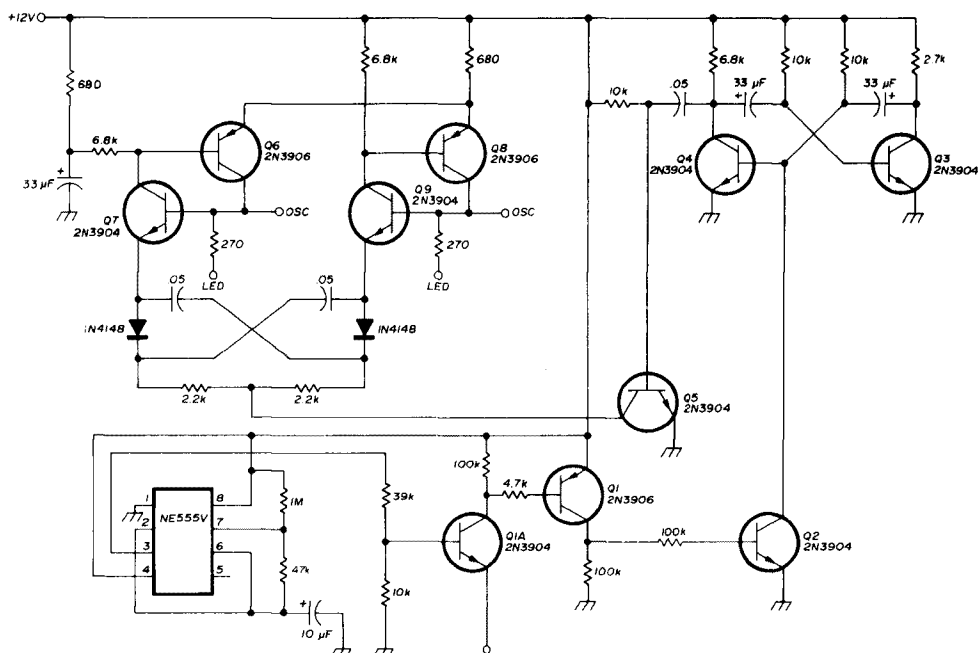 +12V
680
6.8k
680
6.8k
10k
10k
2.7k
10k
.05
33 µF
33 µF
6.8k
Q6
2N3906
Q8
2N3906
Q4
2N3904
Q3
2N3904
33 µF
Q7
2N3904
Q9
2N3904
OSC
OSC
270
270
LED
LED
.05
.05
1N4148
1N4148
2.2k
2.2k
Q5
2N3904
100k
4.7k
Q1
2N3906
39k
1M
1
8
NE555V
2
7
3
6
4
5
Q1A
2N3904
100k
Q2
2N3904
47k
10k
100k
10 µF